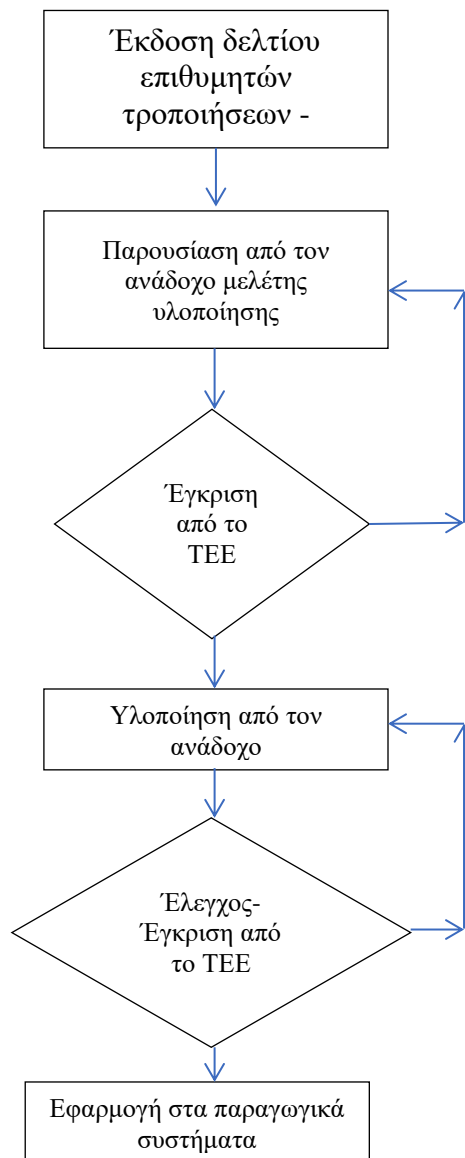 Έκδοση δελτίου
επιθυμητών
τροποιήσεων -
Παρουσίαση από τον
ανάδοχο μελέτης
υλοποίησης
Έγκριση
από το
ΤΕΕ
Υλοποίηση από τον
ανάδοχο
Έλεγχος-
Έγκριση από
το ΤΕΕ
Εφαρμογή στα παραγωγικά
συστήματα